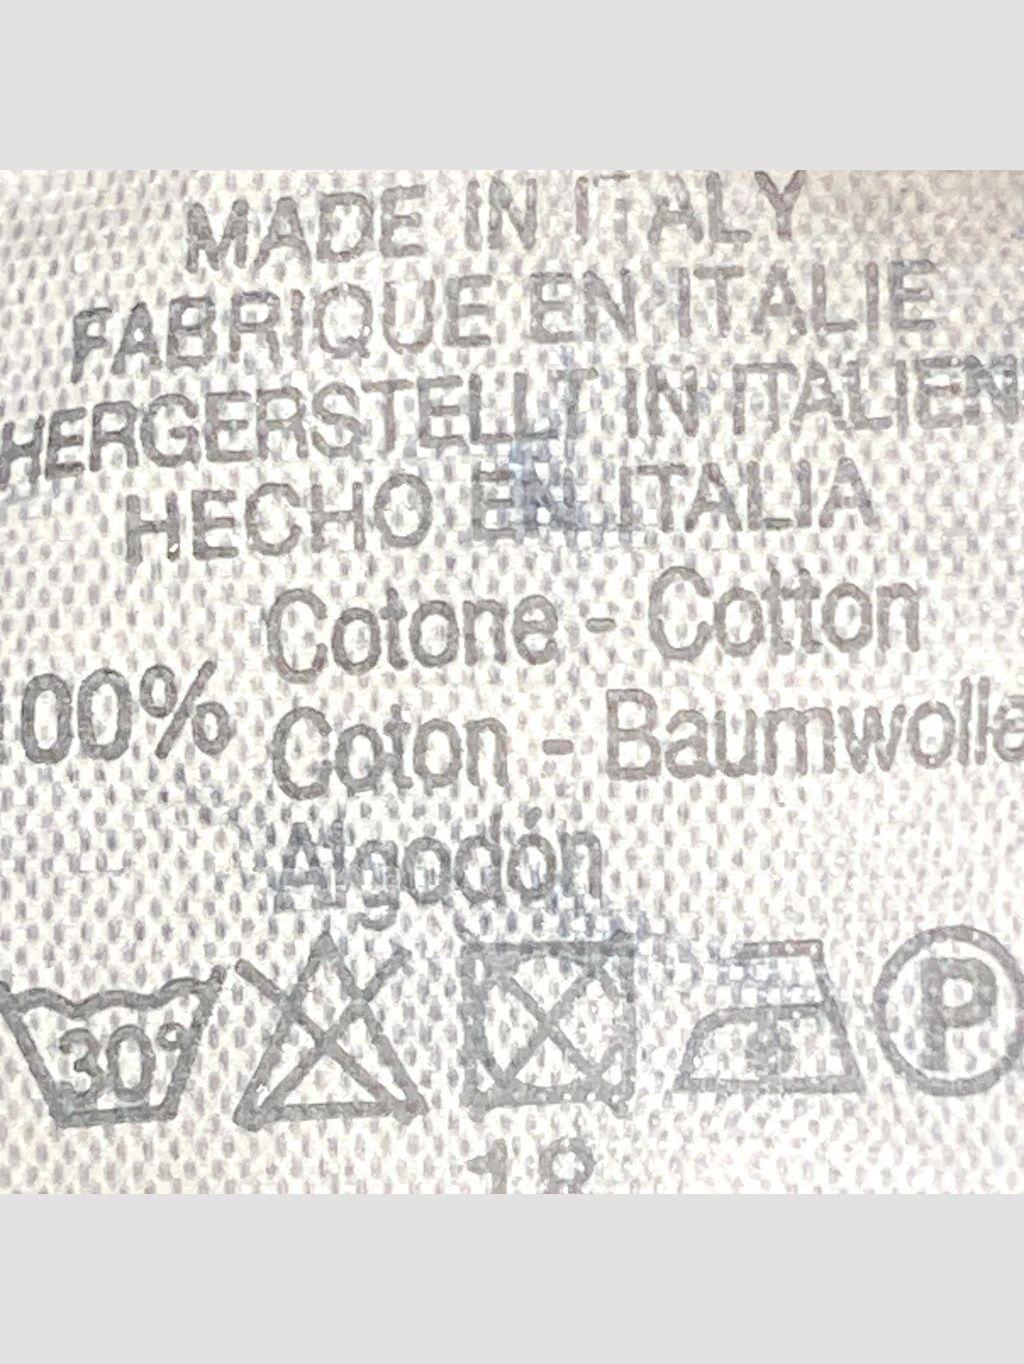 MADE IN ITALY
FABRIQUE EN ITALIE
HERGERSTELLT IN ITALIEN
HECHO EN ITALIA
Cotone - Cotton
100%
Coton - Baumwolle
Algodón
30°
P